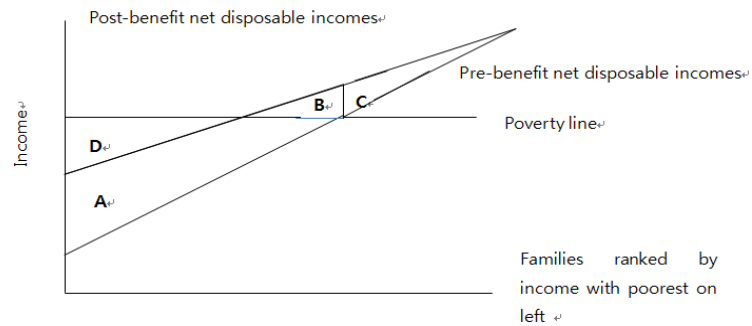 Post-benefit net disposable incomes↵
Pre-benefit net disposable incomes↵
B↵ C↵
Poverty line↵
D↵
Income↵
A↵
Families ranked by
income with poorest on
left ↵